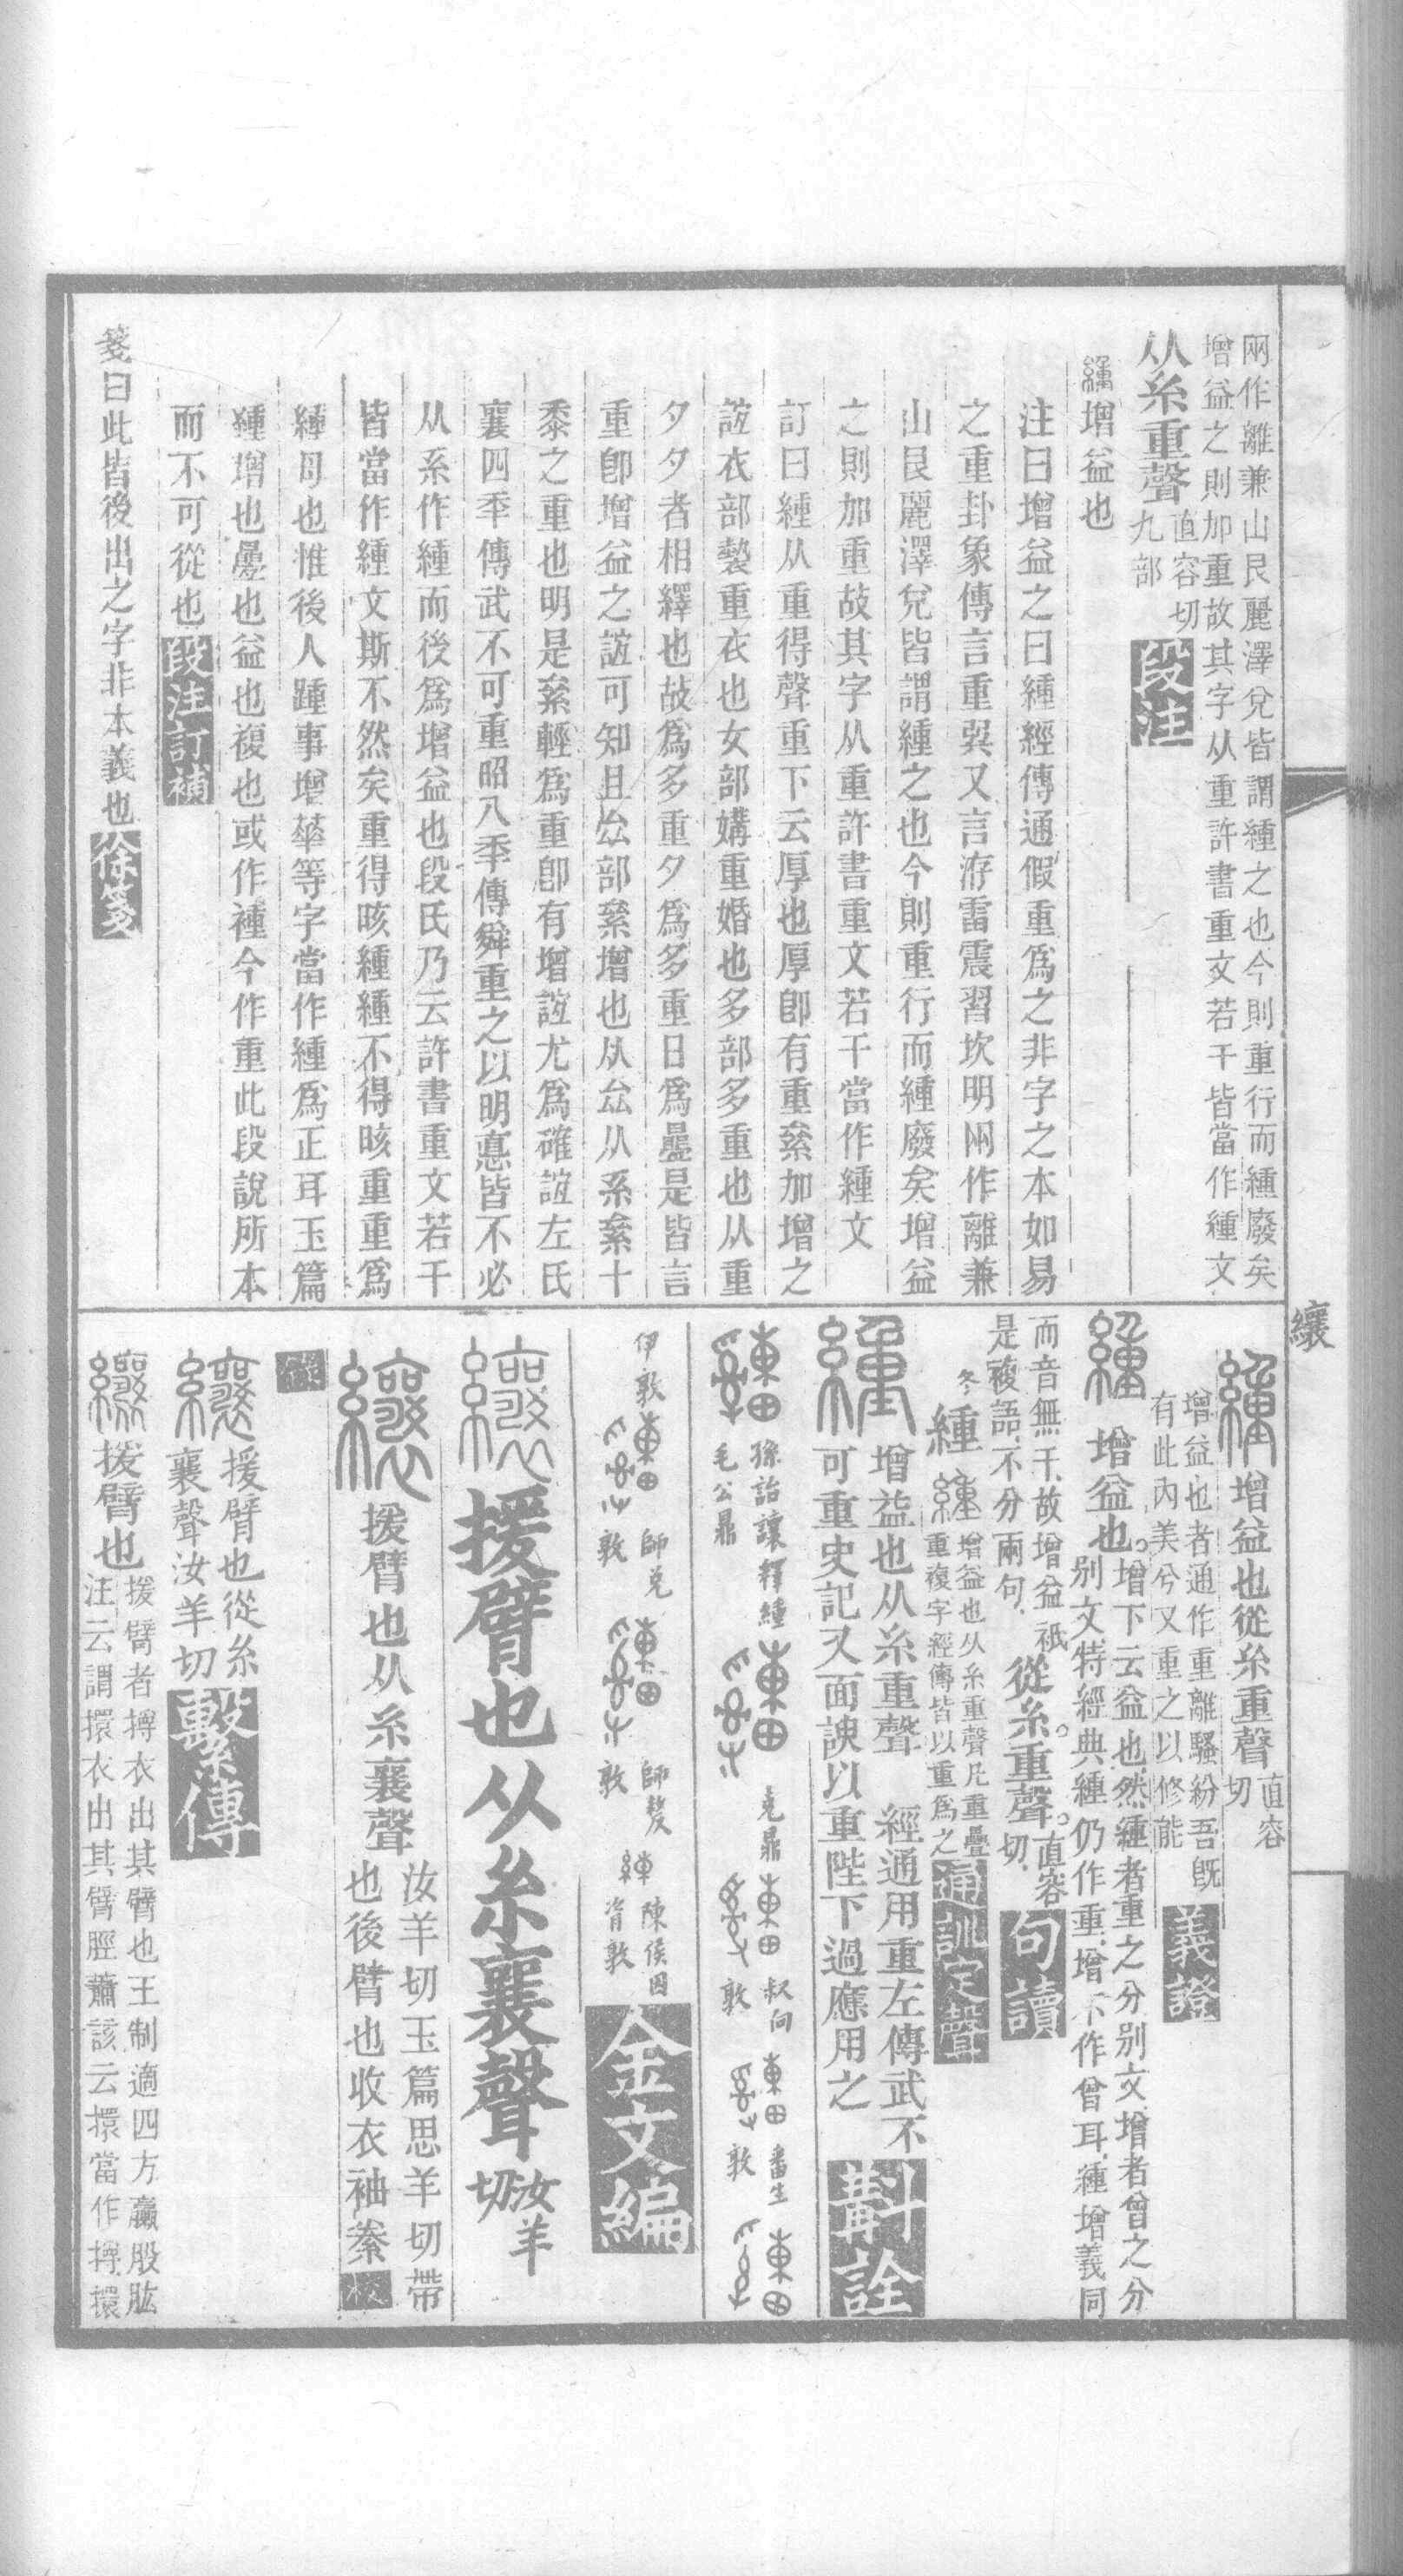 兩作離兼山艮麗澤兌皆謂緟之也今則重行而緟廢矣
增益之則加重故其字从重許書重文若干皆當作緟文
从糸重聲
直容切
九部
段注
緟增益也
注曰增益之曰緟經傳通假重爲之非字之本如易
之重卦象傳言重巽又言洊雷震習坎明兩作離兼
山艮麗澤兌皆謂緟之也今則重行而緟廢矣增益
之則加重故其字从重許書重文若干當作緟文
訂曰緟从重得聲重下云厚也厚卽有重絫加增之
誼衣部褺重衣也女部媾重婚也多部多重也从重
夕夕者相繹也故爲多重夕爲多重日爲疊是皆言
重卽增益之誼可知且厽部絫增也从厽从糸絫十
黍之重也明是絫輕爲重卽有增誼尤爲確誼左氏
襄四秊傳武不可重昭八秊傳舜重之以明悳皆不必
从糸作緟而後爲增益也段氏乃云許書重文若干
皆當作緟文斯不然矣重得晐緟緟不得晐重重爲
緟母也惟後人踵事增華等字當作緟爲正耳玉篇
緟增也疊也益也複也或作褈今作重此段說所本
而不可從也
段注訂補
箋曰此皆後出之字非本義也
徐箋
纕
緟增益也從糸重聲
直容
切
增益也者通作重離騷紛吾旣
有此內美兮又重之以修能
義證
緟增益也。
增下云益也然緟者重之分别文增者曾之分
别文特經典緟仍作重增不作曾耳緟增義同
而音無干故增益祇
是複語不分兩句
從糸。重聲。
直容
切
句讀
緟
緟增益也从糸重聲凡重疊
重複字經傳皆以重爲之
通訓定聲
緟增益也从糸重聲 經通用重左傳武不
可重史記又面諛以重陛下過應用之
斠詮
孫詒讓釋緟
毛公鼎
克鼎
叔向
敦
番生
敦
伊敦
師兌
敦
師嫠
敦
陳侯因
𬱖敦
金文編
纕援臂也从糸襄聲
汝羊
切
纕援臂也从糸襄聲
汝羊切玉篇思羊切帶
也後臂也收衣袖絭
校
纕援臂也從糸
襄聲汝羊切
繫傳
纕援臂也
援臂者揎衣出其臂也王制適四方臝股肱
注云謂擐衣出其臂脛蕭該云擐當作揎擐